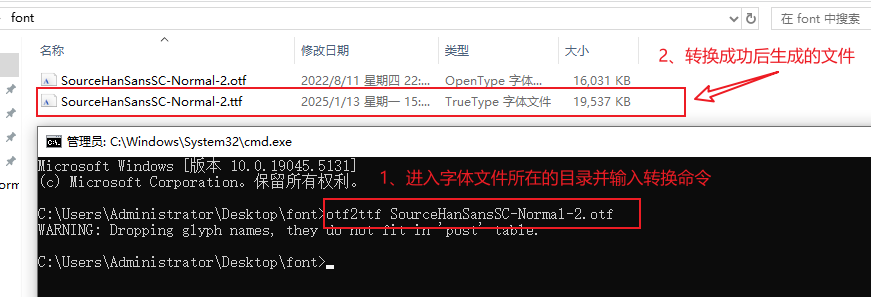 font
在 font 中搜索
名称
修改日期
类型
大小
SourceHanSansSC-Normal-2.otf
2022/8/11 星期四 22:...
OpenType 字体...
16,031 KB
SourceHanSansSC-Normal-2.ttf
2025/1/13 星期一 15:...
TrueType 字体文件
19,537 KB
2、转换成功后生成的文件
管理员: C:\Windows\System32\cmd.exe
Microsoft Windows [版本 10.0.19045.5131]
(c) Microsoft Corporation。保留所有权利。
1、进入字体文件所在的目录并输入转换命令
C:\Users\Administrator\Desktop\font>otf2ttf SourceHanSansSC-Normal-2.otf
WARNING: Dropping glyph names, they do not fit in 'post' table.
C:\Users\Administrator\Desktop\font>